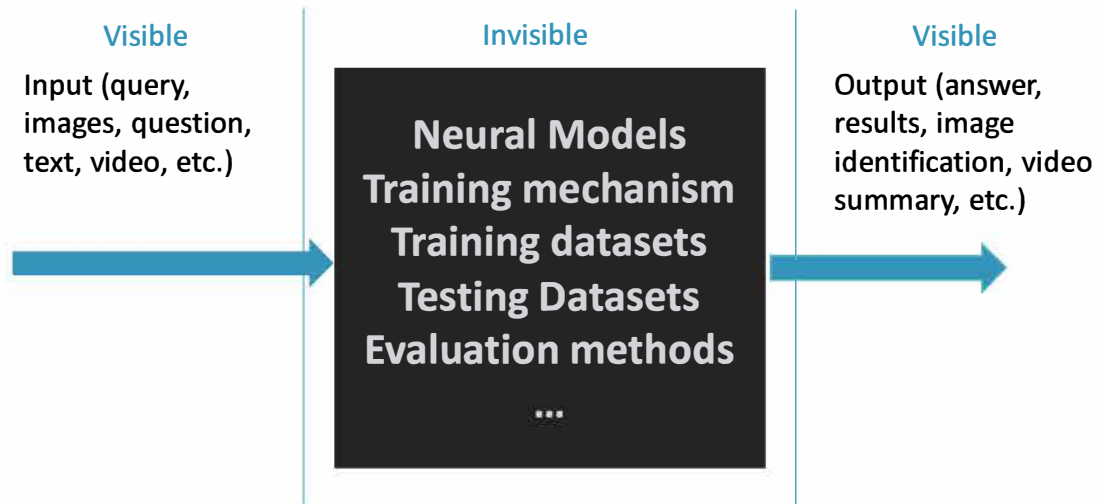 Visible
Input (query,
images, question,
text, video, etc.)
Invisible
Neural Models
Training mechanism
Training datasets
Testing Datasets
Evaluation methods
...
Visible
Output (answer,
results, image
identification, video
summary, etc.)